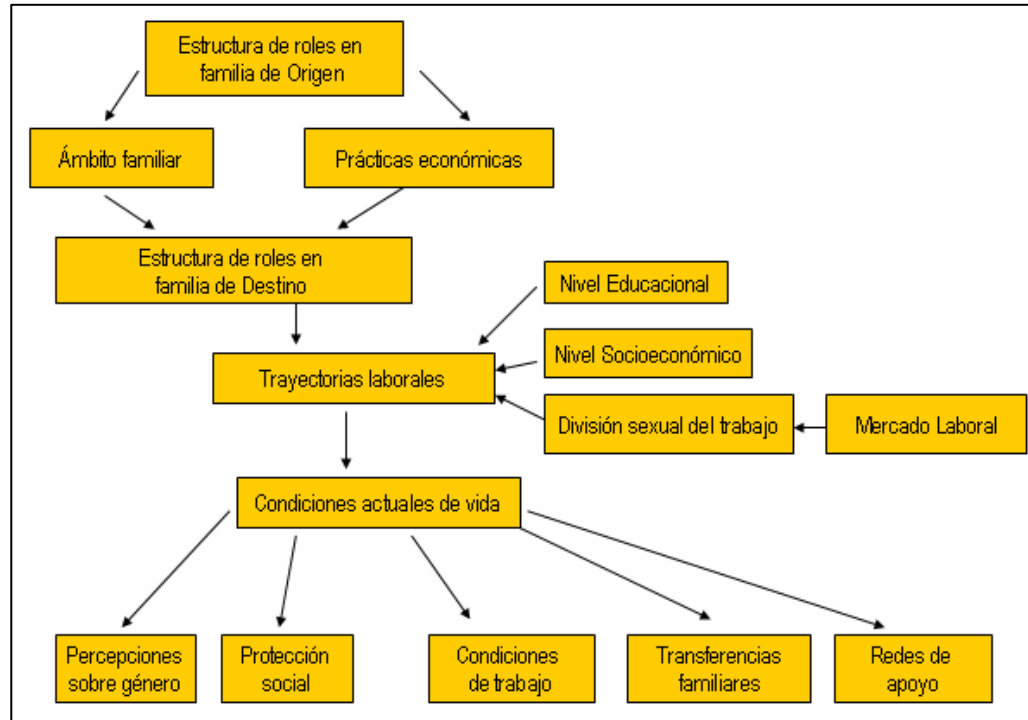 Estructura de roles en
familia de Origen
Ámbito familiar
Prácticas económicas
Estructura de roles en
familia de Destino
Nivel Educacional
Nivel Socioeconómico
Trayectorias laborales
División sexual del trabajo
Mercado Laboral
Condiciones actuales de vida
Percepciones
sobre género
Protección
social
Condiciones
de trabajo
Transferencias
familiares
Redes de
apoyo